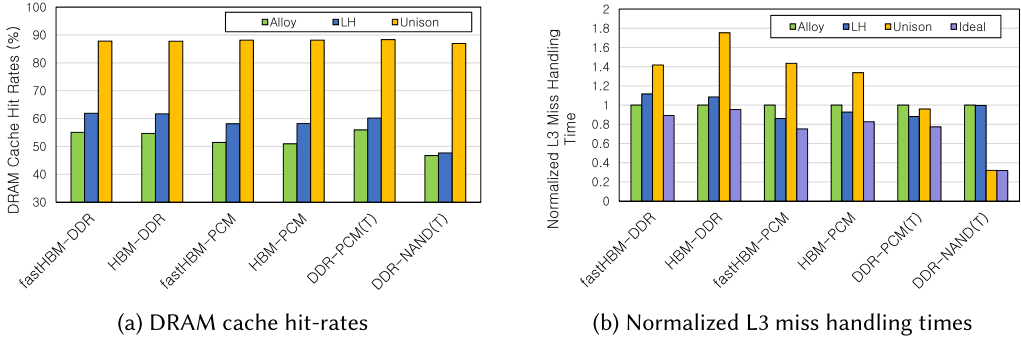 100
90
80
70
60
50
40
30
DRAM Cache Hit Rates (%)
Alloy LH Unison
fastHBM-DDR
HBM-DDR
fastHBM-PCM
HBM-PCM
DDR-PCM(T)
DDR-NAND(T)
(a) DRAM cache hit-rates
2
1.8
1.6
1.4
1.2
1
0.8
0.6
0.4
0.2
0
Normalized L3 Miss Handling
Time
Alloy LH Unison Ideal
fastHBM-DDR
HBM-DDR
fastHBM-PCM
HBM-PCM
DDR-PCM(T)
DDR-NAND(T)
(b) Normalized L3 miss handling times